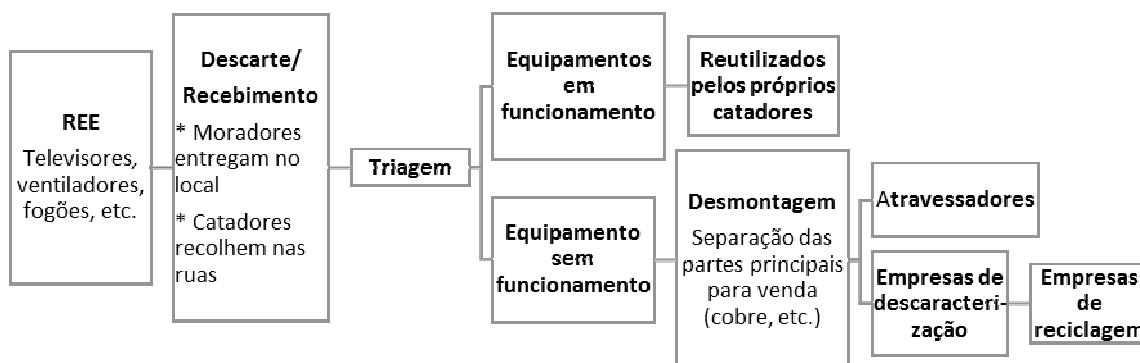 REE
Televisores,
ventiladores,
fogões, etc.
Descarte/
Recebimento
* Moradores
entregam no
local
* Catadores
recolhem nas
ruas
Triagem
Equipamentos
em
funcionamento
Reutilizados
pelos próprios
catadores
Equipamento
sem
funcionamento
Desmontagem
Separação das
partes principais
para venda
(cobre, etc.)
Atravessadores
Empresas de
descaracteri-
zação
Empresas
de
reciclagem